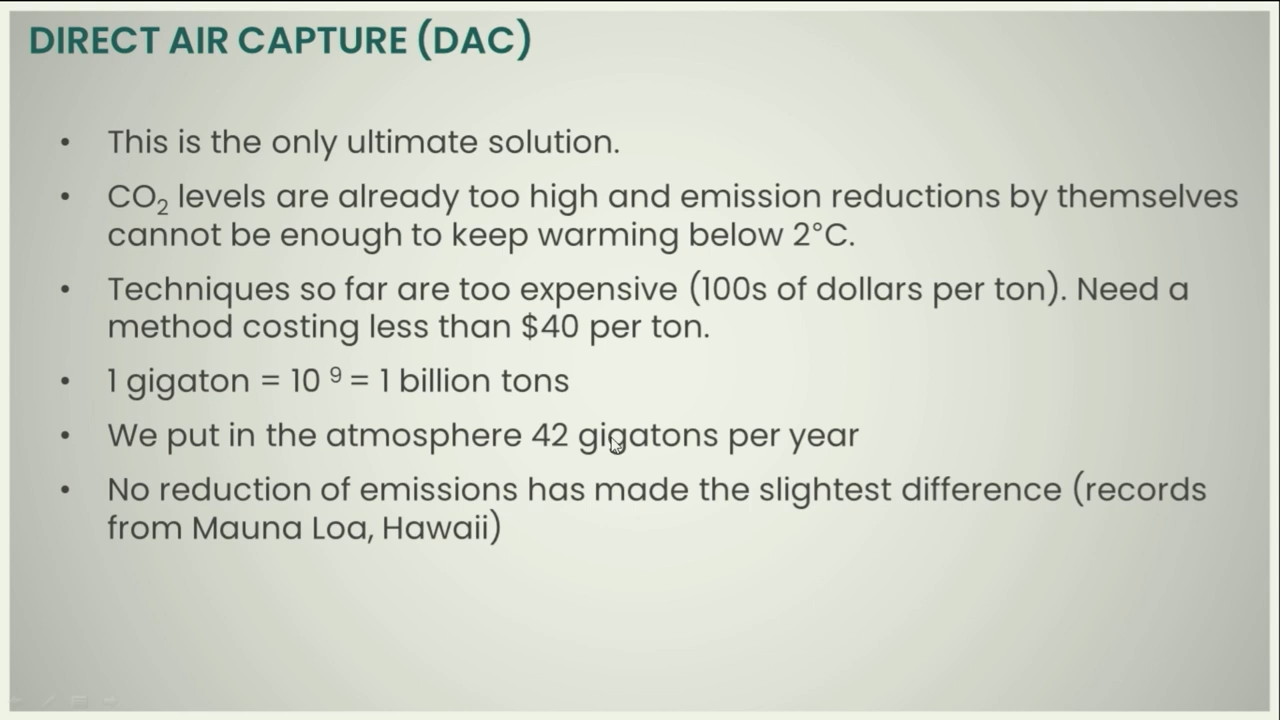 DIRECT AIR CAPTURE (DAC)
• This is the only ultimate solution.
• CO₂ levels are already too high and emission reductions by themselves
cannot be enough to keep warming below 2°C.
• Techniques so far are too expensive (100s of dollars per ton). Need a
method costing less than $40 per ton.
• 1 gigaton = 10 ⁹ = 1 billion tons
• We put in the atmosphere 42 gigatons per year
• No reduction of emissions has made the slightest difference (records
from Mauna Loa, Hawaii)